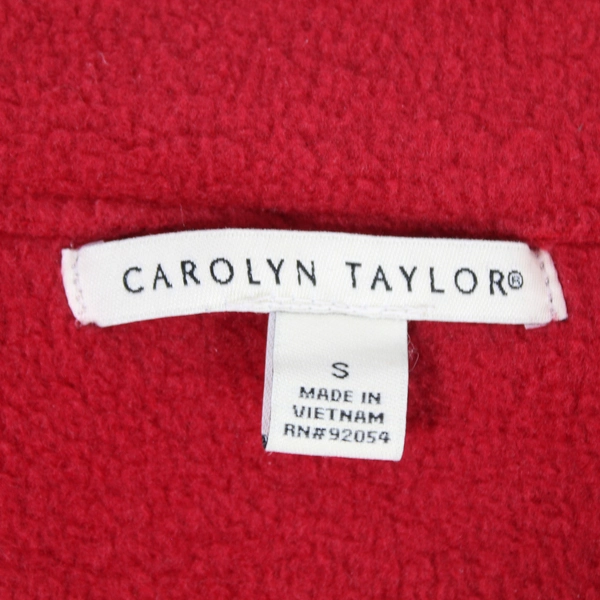 CAROLYN TAYLOR®
S
MADE IN
VIETNAM
RN#92054